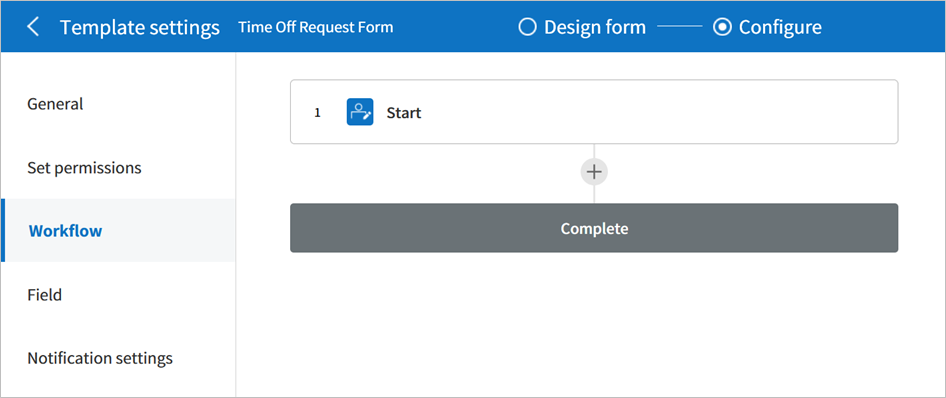 Template settings Time Off Request Form Design form Configure
General
Set permissions
Workflow
Field
Notification settings
1 Start
Complete